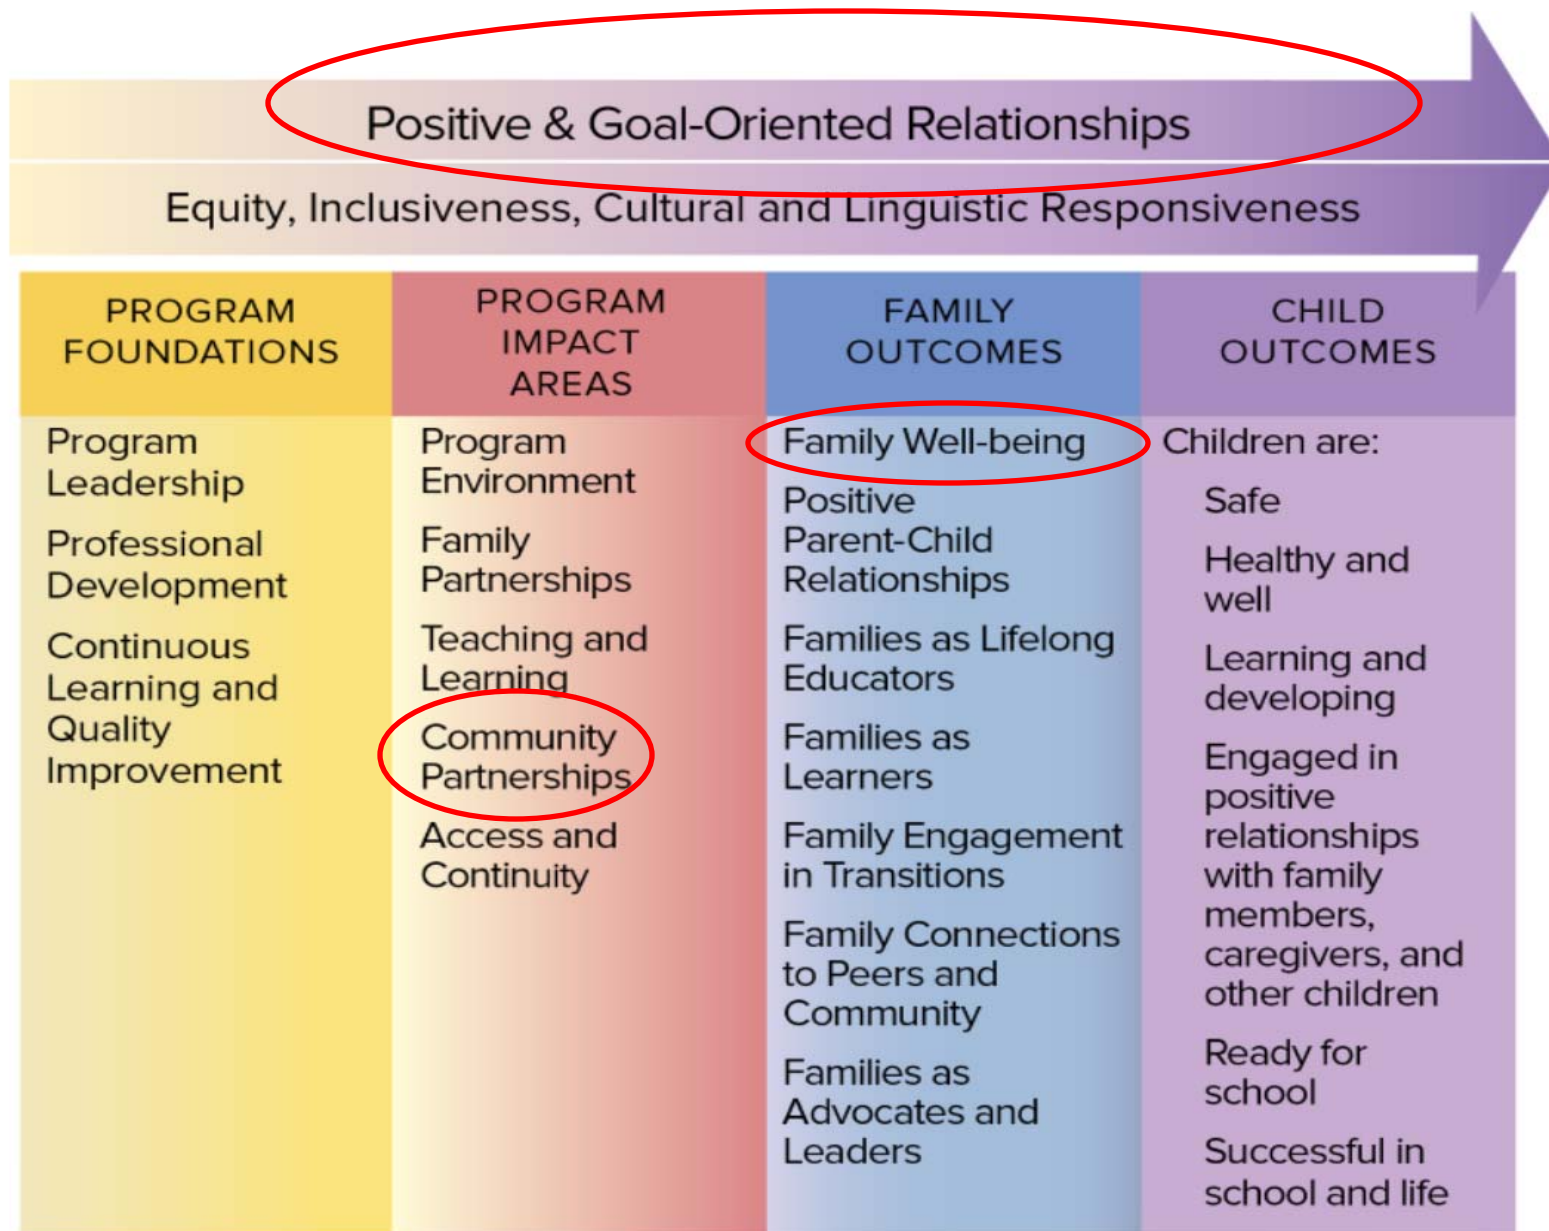 Positive & Goal-Oriented Relationships
Equity, Inclusiveness, Cultural and Linguistic Responsiveness
PROGRAM
FOUNDATIONS
Program
Leadership
Professional
Development
Continuous
Learning and
Quality
Improvement
PROGRAM
IMPACT
AREAS
Program
Environment
Family
Partnerships
Teaching and
Learning
Community
Partnerships
Access and
Continuity
FAMILY
OUTCOMES
Family Well-being
Positive
Parent-Child
Relationships
Families as Lifelong
Educators
Families as
Learners
Family Engagement
in Transitions
Family Connections
to Peers and
Community
Families as
Advocates and
Leaders
CHILD
OUTCOMES
Children are:
Safe
Healthy and
well
Learning and
developing
Engaged in
positive
relationships
with family
members,
caregivers, and
other children
Ready for
school
Successful in
school and life